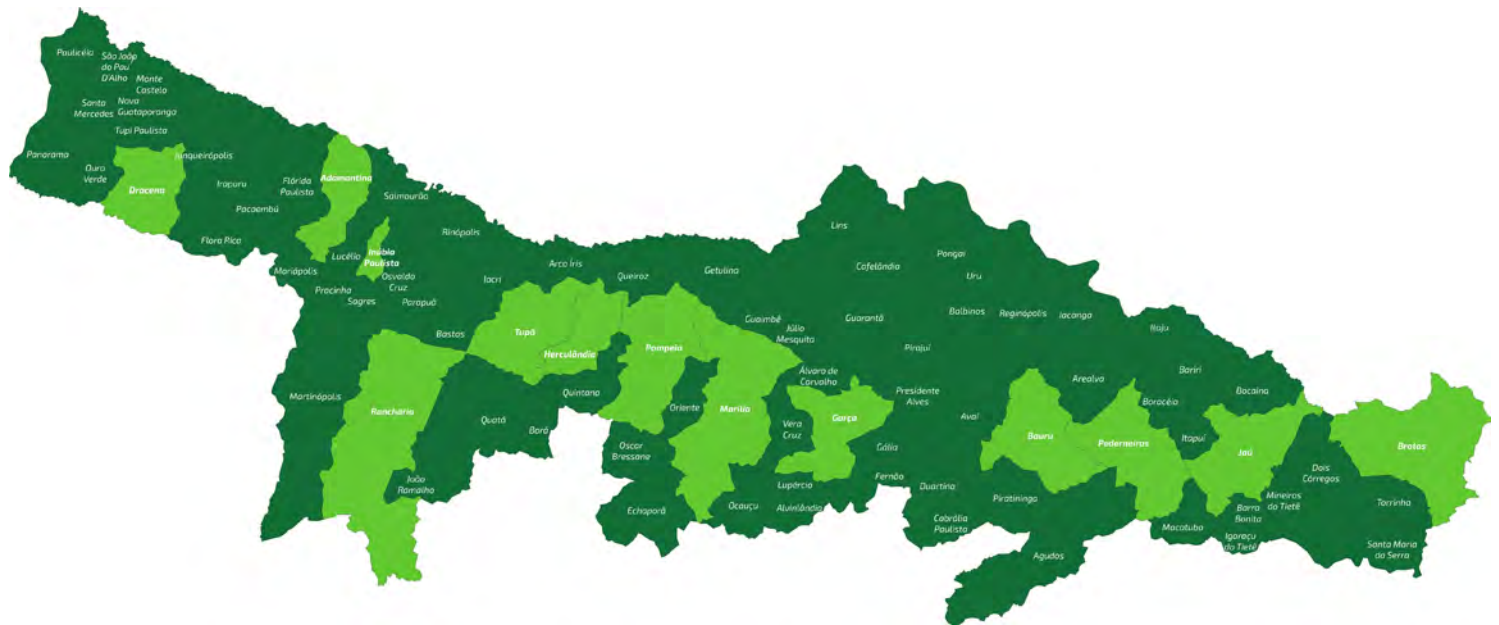 Paulicéia
São João
do Pau
D'Alho
Monte
Castelo
Santa
Mercedes
Nova
Guataporanga
Tupi Paulista
Panorama
Ouro
Verde
Dracena
Junqueirópolis
Irapuru
Pacaembú
Flora Rica
Flórida
Paulista
Adamantina
Salmourão
Rinópolis
Lucélia
Inúbia
Paulista
Osvaldo
Cruz
Mariápolis
Pracinha
Sagres
Parapuã
Iacri
Bastos
Arco Íris
Queiroz
Getulina
Tupã
Herculândia
Pompeia
Quintana
Martinópolis
Rancharia
Quatá
Borá
João
Ramalho
Oscar
Bressane
Echaporã
Oriente
Marília
Ocauçu
Guaimbê
Júlio
Mesquita
Álvaro de
Carvalho
Vera
Cruz
Garça
Lupércio
Alvinlândia
Gália
Fernão
Lins
Cafelândia
Guarantã
Pirajuí
Presidente
Alves
Pongaí
Uru
Balbinos
Reginópolis
Iacanga
Avaí
Duartina
Cabrália
Paulista
Piratininga
Agudos
Bauru
Arealva
Pederneiras
Boracéia
Itaju
Bariri
Bocaina
Itapuí
Jaú
Macatuba
Barra
Bonita
Igaraçu
do Tietê
Mineiros
do Tietê
Dois
Córregos
Brotas
Torrinha
Santa Maria
da Serra